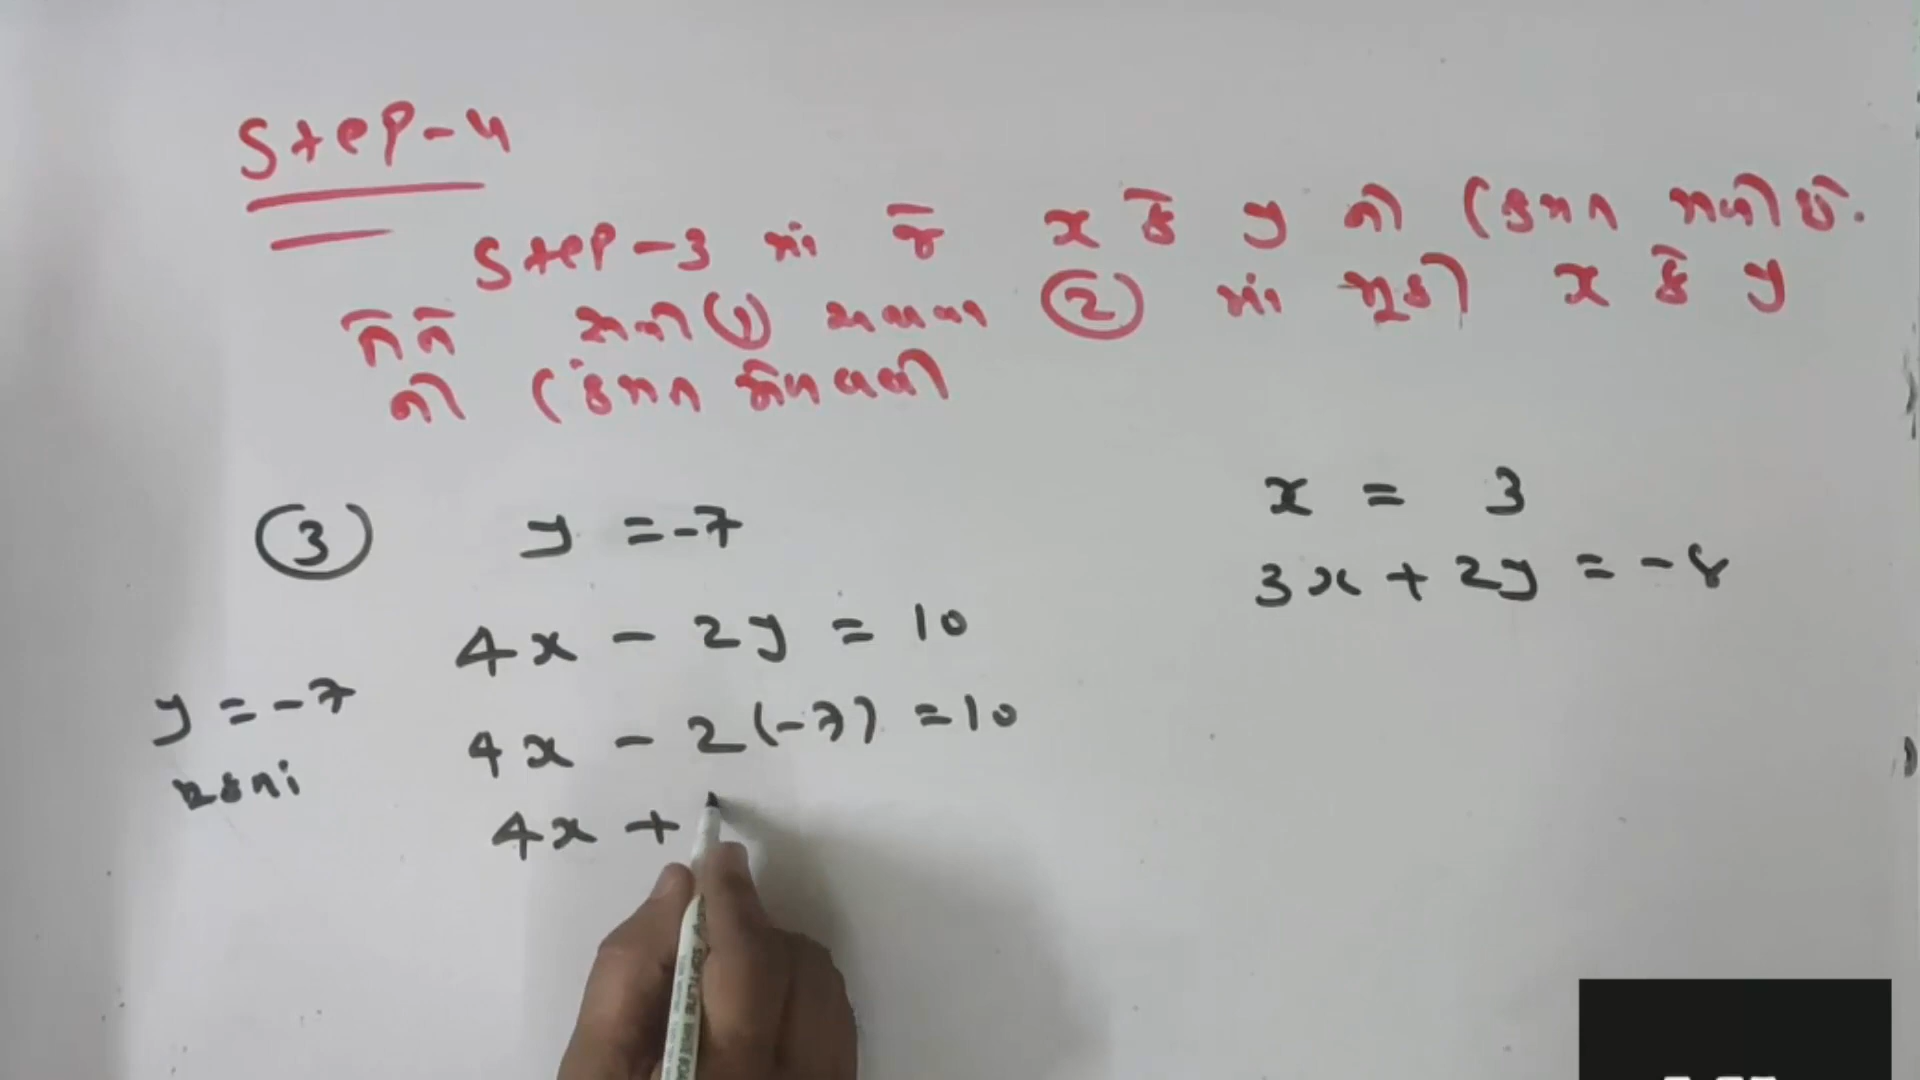 Step-4
Step-3 માં જે x કે y ની કિંમત મળી છે.
તેને સમી(1) અથવા (2) માં મૂકી x કે y
ની કિંમત મેળવવી
(3) y = -7
4x - 2y = 10
y = -7 4x - 2(-7) = 10
મુકતાં 4x +
x = 3
3x + 2y = -8